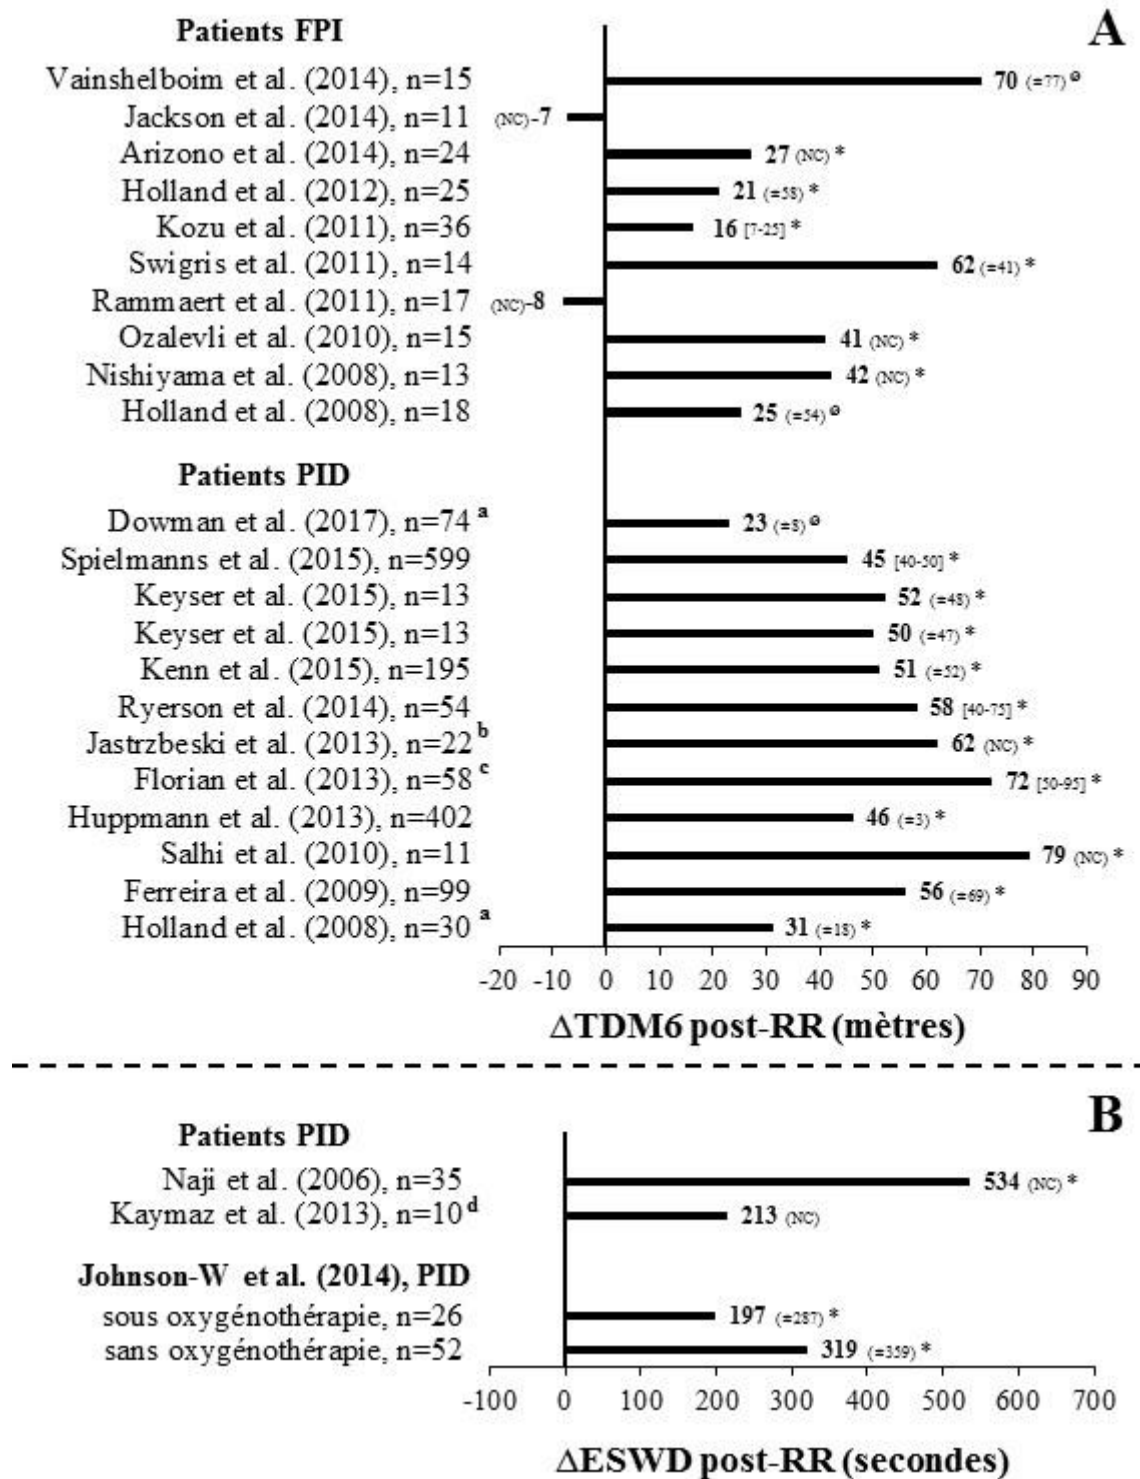 A
Patients FPI
Vainshelboim et al. (2014), n=15 70 (±77) ø
Jackson et al. (2014), n=11 (NC) -7
Arizono et al. (2014), n=24 27 (NC) *
Holland et al. (2012), n=25 21 (±58) *
Kozu et al. (2011), n=36 16 [7-25] *
Swigris et al. (2011), n=14 62 (±41) *
Rammaert et al. (2011), n=17 (NC) -8
Ozalevli et al. (2010), n=15 41 (NC) *
Nishiyama et al. (2008), n=13 42 (NC) *
Holland et al. (2008), n=18 25 (±54) ø
Patients PID
Dowman et al. (2017), n=74 a 23 (±8) ø
Spielmanns et al. (2015), n=599 45 [40-50] *
Keyser et al. (2015), n=13 52 (±48) *
Keyser et al. (2015), n=13 50 (±47) *
Kenn et al. (2015), n=195 51 (±52) *
Ryerson et al. (2014), n=54 58 [40-75] *
Jastrzbeski et al. (2013), n=22 b 62 (NC) *
Florian et al. (2013), n=58 c 72 [50-95] *
Huppmann et al. (2013), n=402 46 (±3) *
Salhi et al. (2010), n=11 79 (NC) *
Ferreira et al. (2009), n=99 56 (±69) *
Holland et al. (2008), n=30 a 31 (±18) *
-20 -10 0 10 20 30 40 50 60 70 80 90
ΔTDM6 post-RR (mètres)
B
Patients PID
Naji et al. (2006), n=35 534 (NC) *
Kaymaz et al. (2013), n=10 d 213 (NC)
Johnson-W et al. (2014), PID
sous oxygénothérapie, n=26 197 (±287) *
sans oxygénothérapie, n=52 319 (±359) *
-100 0 100 200 300 400 500 600 700
ΔESWD post-RR (secondes)